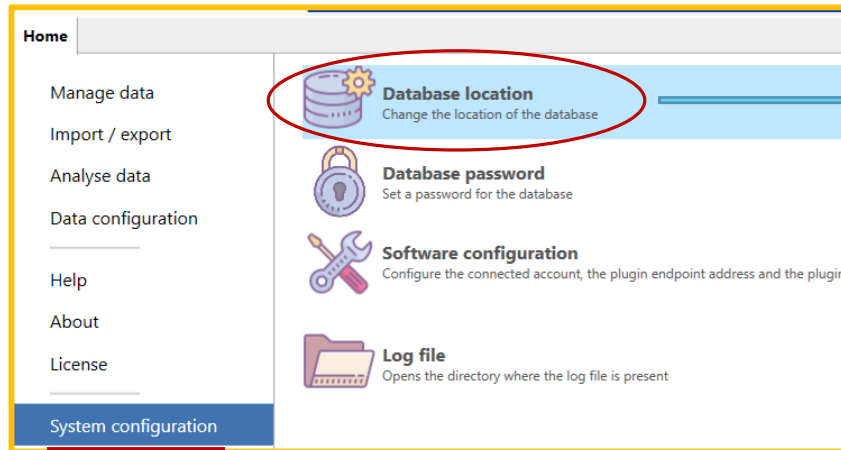 Home
Manage data
Import / export
Analyse data
Data configuration
Help
About
License
System configuration
Database location
Change the location of the database
Database password
Set a password for the database
Software configuration
Configure the connected account, the plugin endpoint address and the plugin
Log file
Opens the directory where the log file is present